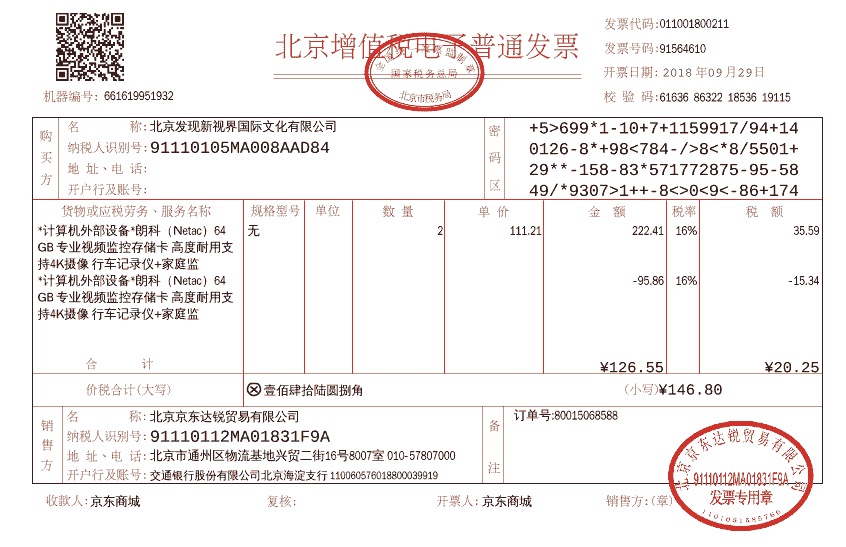 北京增值税电子普通发票
全国统一发票监制章
国家税务总局
北京市税务局
发票代码:011001800211
发票号码:91564610
开票日期: 2018 年09月29日
校 验 码:61636 86322 18536 19115
机器编号: 661619951932
购买方
名 称:北京发现新视界国际文化有限公司
纳税人识别号:91110105MA008AAD84
地 址、电 话:
开户行及账号:
密码区
+5>699*1-10+7+1159917/94+14
0126-8*+98<784-/>8<*8/5501+
29**-158-83*571772875-95-58
49/*9307>1++-8<>0<9<-86+174
货物或应税劳务、服务名称 规格型号 单位 数 量 单 价 金 额 税率 税 额
*计算机外部设备*朗科（Netac）64 无 2 111.21 222.41 16% 35.59
GB 专业视频监控存储卡 高度耐用支
持4K摄像 行车记录仪+家庭监
*计算机外部设备*朗科（Netac）64 -95.86 16% -15.34
GB 专业视频监控存储卡 高度耐用支
持4K摄像 行车记录仪+家庭监
合 计 ¥126.55 ¥20.25
价税合计(大写) ⊗壹佰肆拾陆圆捌角 (小写)¥146.80
销售方
名 称:北京京东达锐贸易有限公司
纳税人识别号:91110112MA01831F9A
地 址、电 话:北京市通州区物流基地兴贸二街16号8007室 010-57807000
开户行及账号:交通银行股份有限公司北京海淀支行 110060576018800039919
备注
订单号:80015068588
北京京东达锐贸易有限公司
91110112MA01831F9A
发票专用章
收款人:京东商城 复核: 开票人:京东商城 销售方:(章)